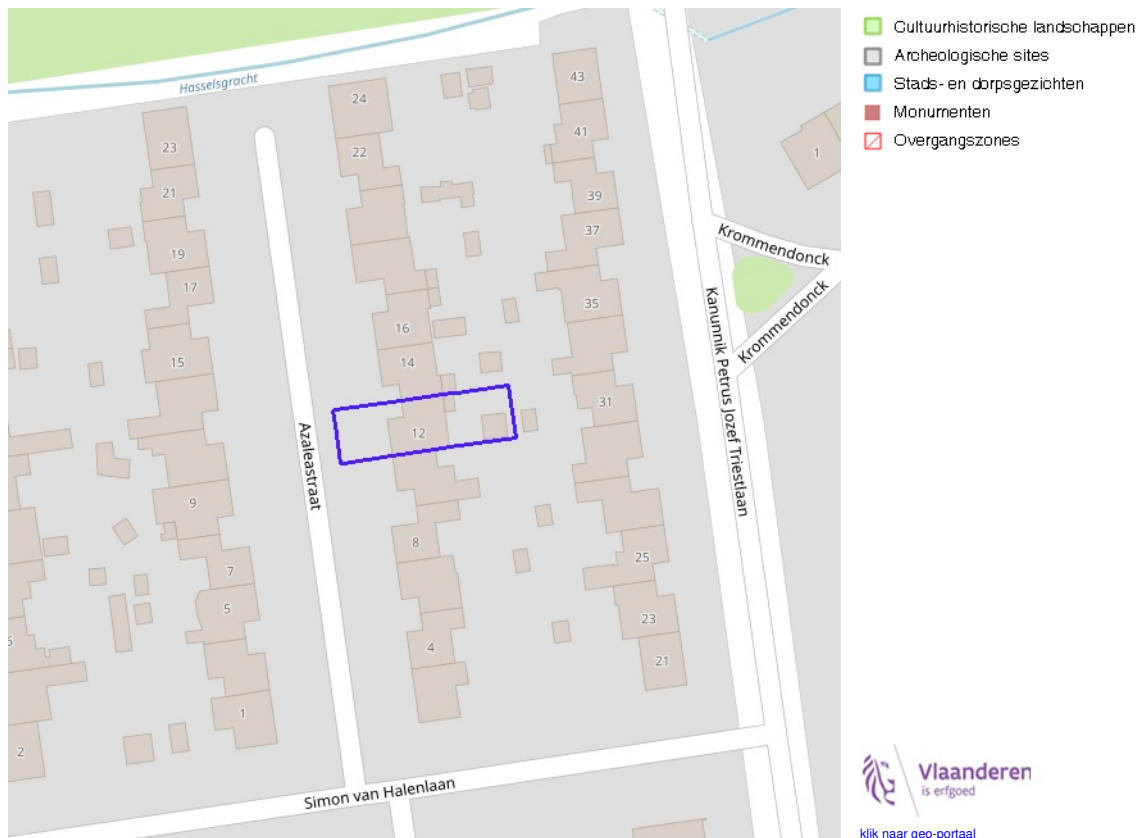 Hasselsgracht
43
24
41
22
23
1
21
39
37
19
Krommendonck
17
Krommendonck
35
16
15
14
Kanunnik Petrus Jozef Triestlaan
31
12
Azaleastraat
9
8
25
7
5
23
4
21
1
2
Simon van Halenlaan
Cultuurhistorische landschappen
Archeologische sites
Stads- en dorpsgezichten
Monumenten
Overgangszones
Vlaanderen
is erfgoed
klik naar geo-portaal